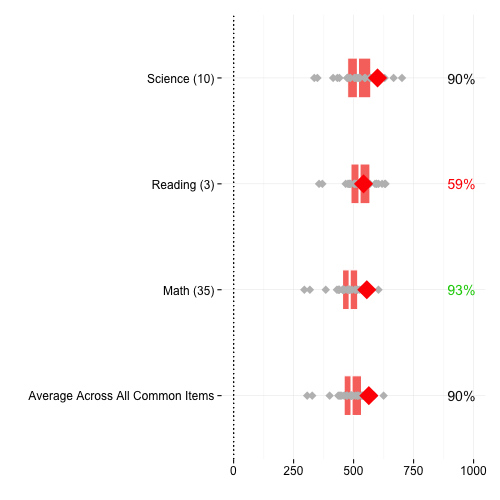 Science (10) 90%
Reading (3) 59%
Math (35) 93%
Average Across All Common Items 90%
0 250 500 750 1000